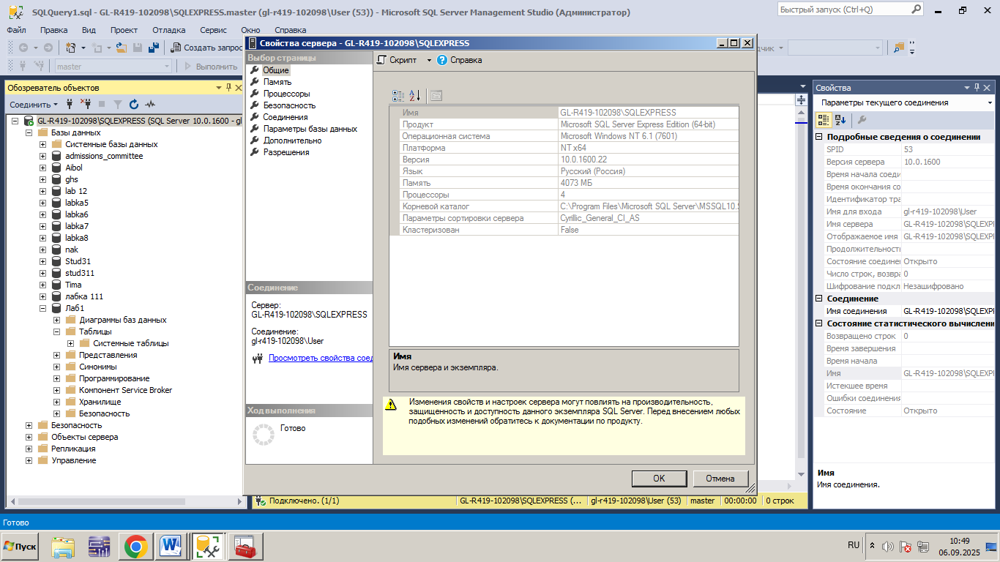 SQLQuery1.sql - GL-R419-102098\SQLEXPRESS.master (gl-r419-102098\User (53)) - Microsoft SQL Server Management Studio (Администратор)
Быстрый запуск (Ctrl+Q)
Файл Правка Вид Проект Отладка Сервис Окно Справка
Создать запрос
master
Выполнить
Обозреватель объектов
Соединить
GL-R419-102098\SQLEXPRESS (SQL Server 10.0.1600 - gl
Базы данных
Системные базы данных
admissions_committee
Aibol
ghs
lab 12
labka5
labka6
labka7
labka8
nak
Stud31
stud311
Tima
лабка 111
Лаб1
Диаграммы баз данных
Таблицы
Системные таблицы
Представления
Синонимы
Программирование
Компонент Service Broker
Хранилище
Безопасность
Безопасность
Объекты сервера
Репликация
Управление
Свойства сервера - GL-R419-102098\SQLEXPRESS
Выбор страницы
Общие
Память
Процессоры
Безопасность
Соединения
Параметры базы данных
Дополнительно
Разрешения
Соединение
Сервер:
GL-R419-102098\SQLEXPRESS
Соединение:
gl-r419-102098\User
Просмотреть свойства соед
Ход выполнения
Готово
Скрипт Справка
Имя GL-R419-102098\SQLEXPRESS
Продукт Microsoft SQL Server Express Edition (64-bit)
Операционная система Microsoft Windows NT 6.1 (7601)
Платформа NT x64
Версия 10.0.1600.22
Язык Русский (Россия)
Память 4073 МБ
Процессоры 4
Корневой каталог C:\Program Files\Microsoft SQL Server\MSSQL10.S
Параметры сортировки сервера Cyrillic_General_CI_AS
Кластеризован False
Имя
Имя сервера и экземпляра.
Изменения свойств и настроек сервера могут повлиять на производительность,
защищенность и доступность данного экземпляра SQL Server. Перед внесением любых
подобных изменений обратитесь к документации по продукту.
OK Отмена
дчик
Свойства
Параметры текущего соединения
Подробные сведения о соединении
SPID 53
Версия сервера 10.0.1600
Время начала соеди
Время окончания со
Идентификатор тра
Имя для входа gl-r419-102098\User
Имя сервера GL-R419-102098\SQLEXPI
Отображаемое имя GL-R419-102098\SQLEXPI
Продолжительность
Состояние соединен Открыто
Число строк, возвра 0
Шифрование подкл Незашифровано
Соединение
Имя соединения GL-R419-102098\SQLEXPI
Состояние статистического вычислени
Возвращено строк 0
Время завершения
Время начала
Имя GL-R419-102098\SQLEXPI
Истекшее время
Ошибки соединения
Состояние Открыто
Имя
Имя соединения.
Подключено. (1/1) GL-R419-102098\SQLEXPRESS (... gl-r419-102098\User (53) master 00:00:00 0 строк
Готово
Пуск
RU
10:49
06.09.2025